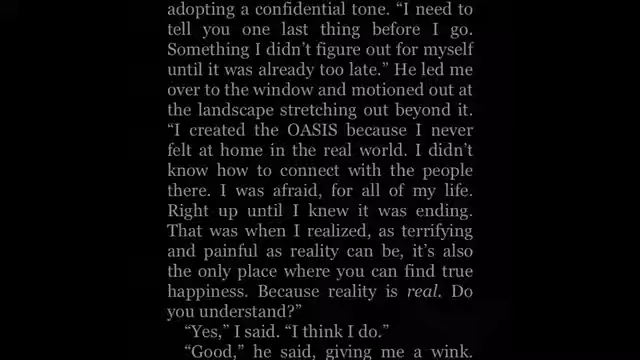 adopting a confidential tone. “I need to
tell you one last thing before I go.
Something I didn’t figure out for myself
until it was already too late.” He led me
over to the window and motioned out at
the landscape stretching out beyond it.
“I created the OASIS because I never
felt at home in the real world. I didn’t
know how to connect with the people
there. I was afraid, for all of my life.
Right up until I knew it was ending.
That was when I realized, as terrifying
and painful as reality can be, it’s also
the only place where you can find true
happiness. Because reality is real. Do
you understand?”
“Yes,” I said. “I think I do.”
“Good,” he said, giving me a wink.